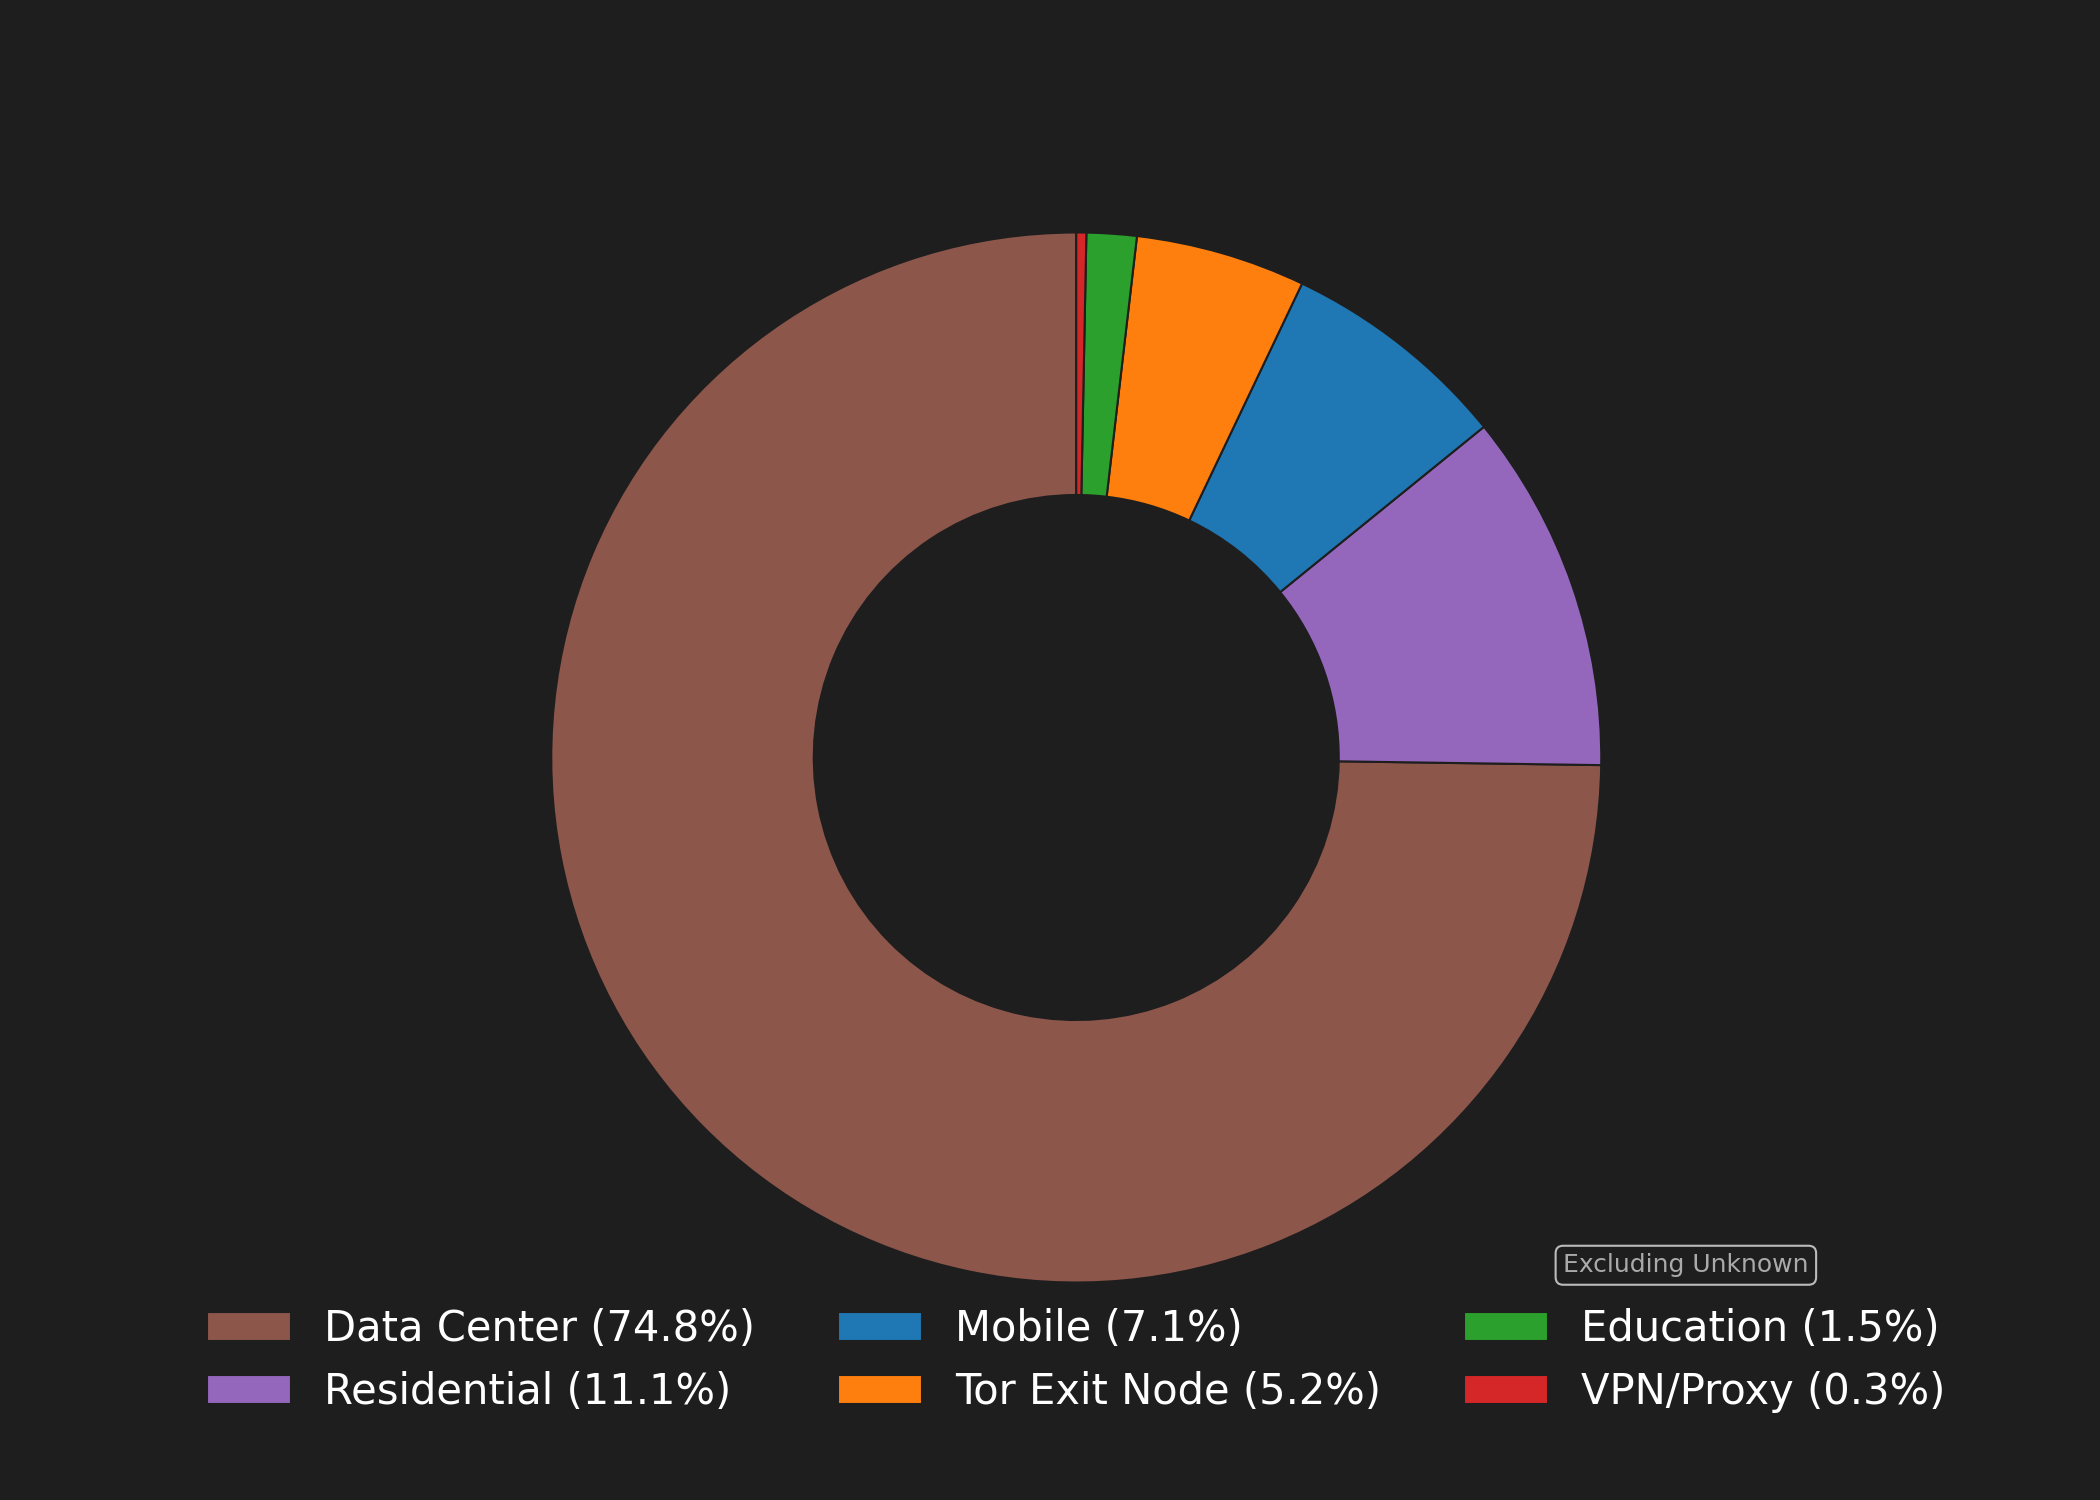 Excluding Unknown
Data Center (74.8%)
Mobile (7.1%)
Education (1.5%)
Residential (11.1%)
Tor Exit Node (5.2%)
VPN/Proxy (0.3%)